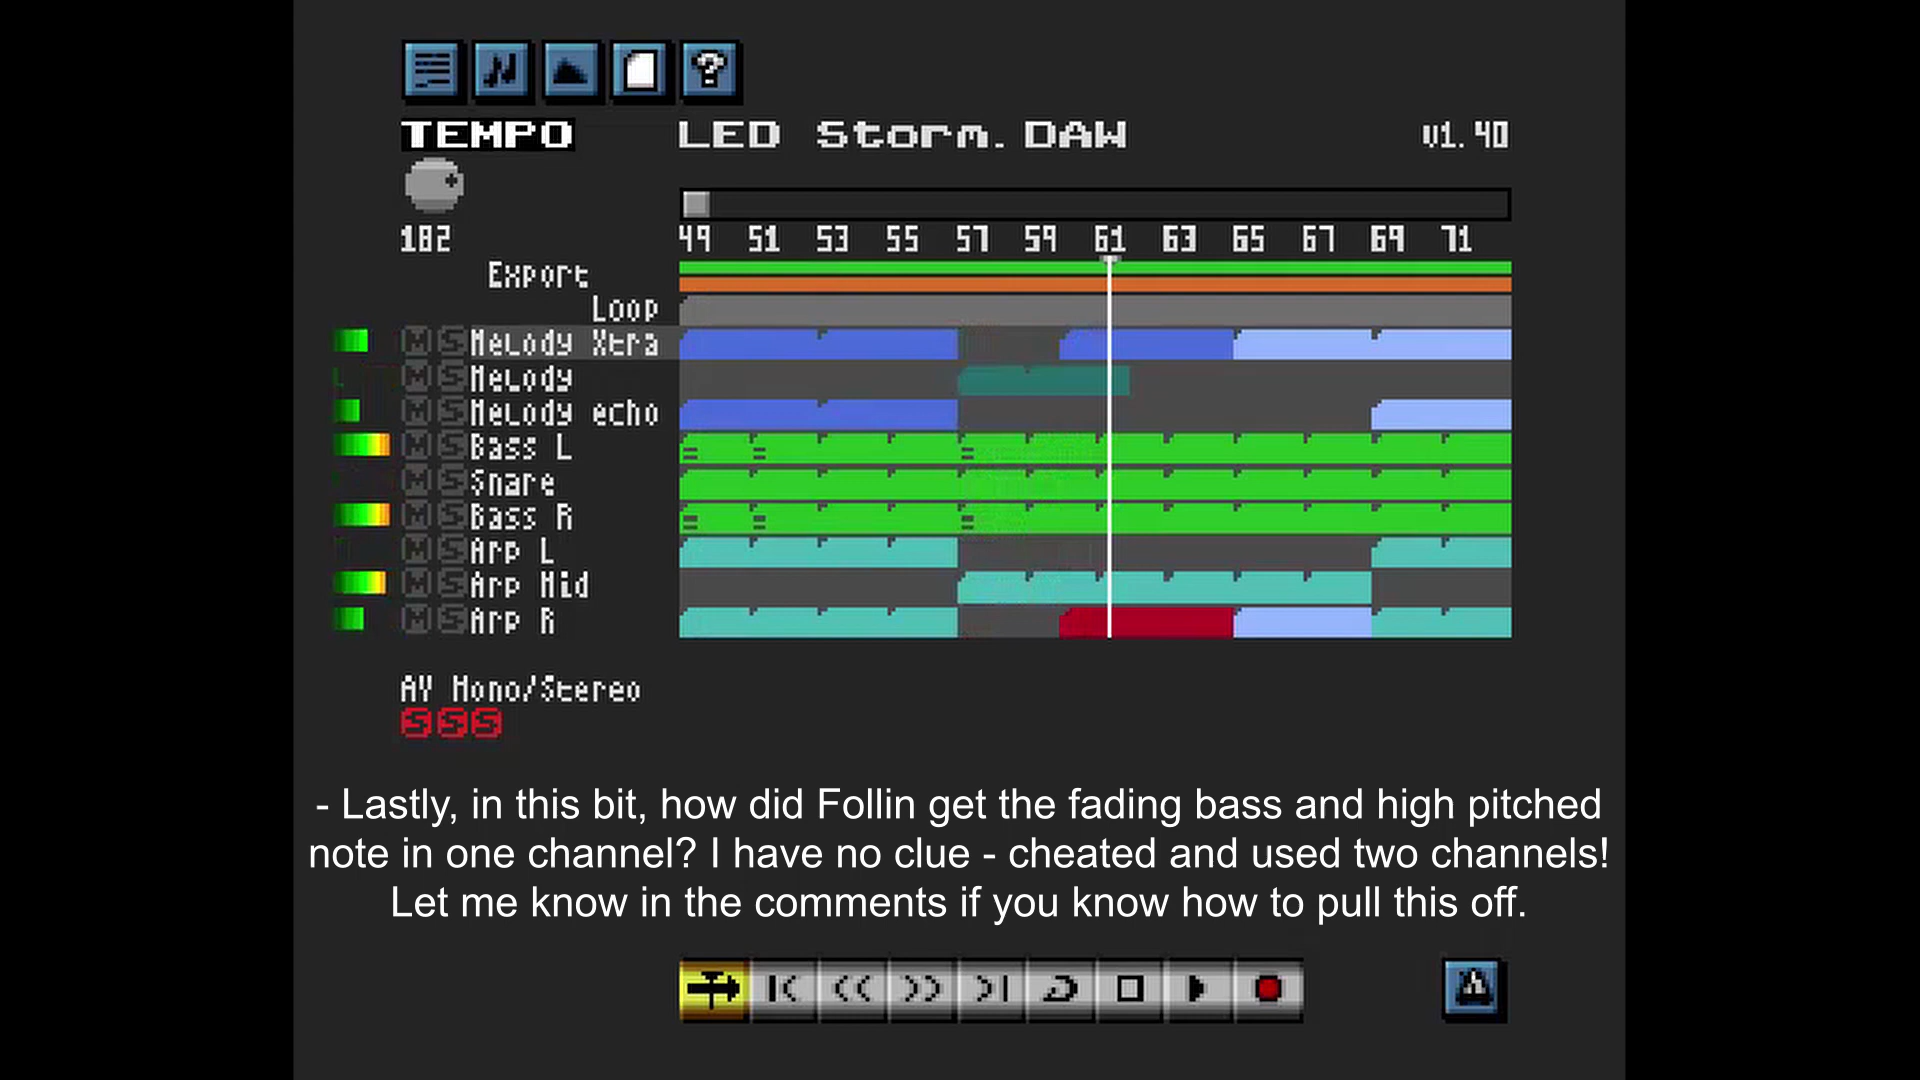 TEMPO LED Storm.DAW v1.40
182 49 51 53 55 57 59 61 63 65 67 69 71
Export
Loop
M S Melody Xtra
M S Melody
M S Melody echo
M S Bass L
M S Snare
M S Bass R
M S Arp L
M S Arp Mid
M S Arp R
AY Mono/Stereo
S S S
- Lastly, in this bit, how did Follin get the fading bass and high pitched
note in one channel? I have no clue - cheated and used two channels!
Let me know in the comments if you know how to pull this off.